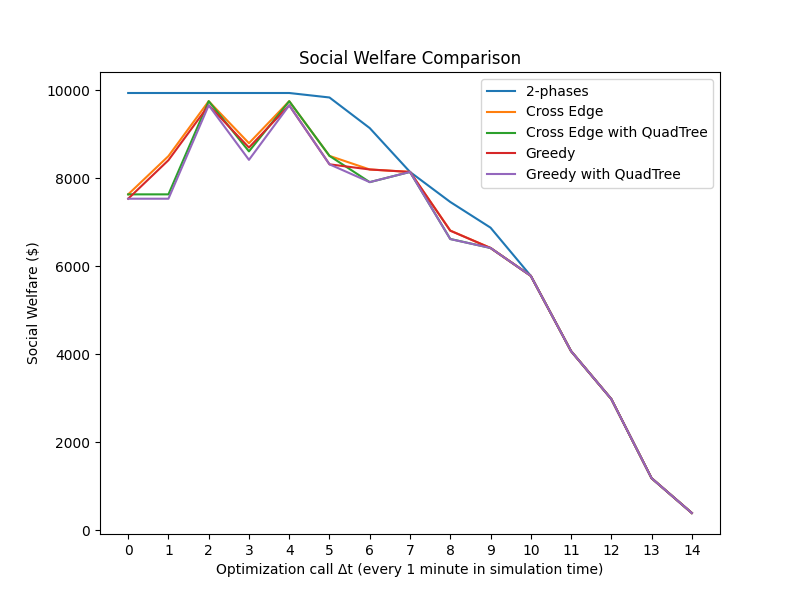 Social Welfare Comparison
10000
8000
6000
4000
2000
0
Social Welfare ($)
2-phases
Cross Edge
Cross Edge with QuadTree
Greedy
Greedy with QuadTree
0 1 2 3 4 5 6 7 8 9 10 11 12 13 14
Optimization call Δt (every 1 minute in simulation time)